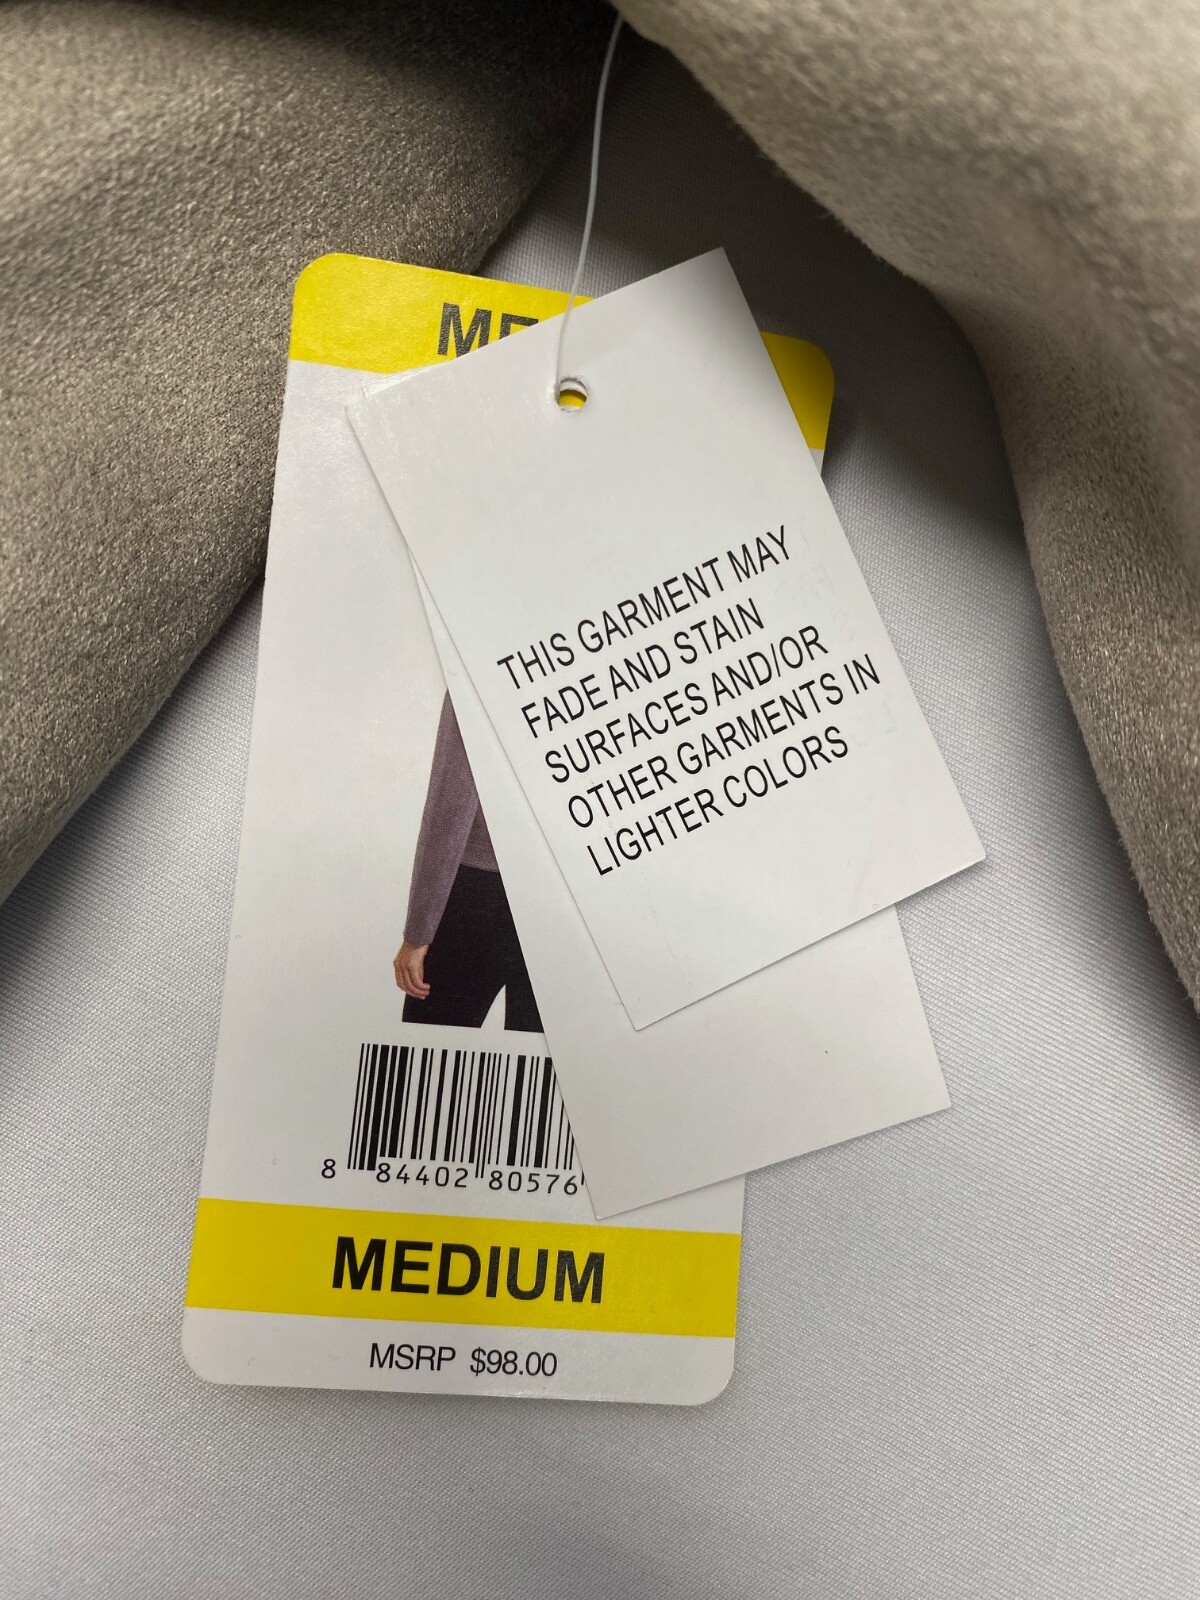 THIS GARMENT MAY
FADE AND STAIN
SURFACES AND/OR
OTHER GARMENTS IN
LIGHTER COLORS
8 84402 80576
MEDIUM
MSRP $98.00